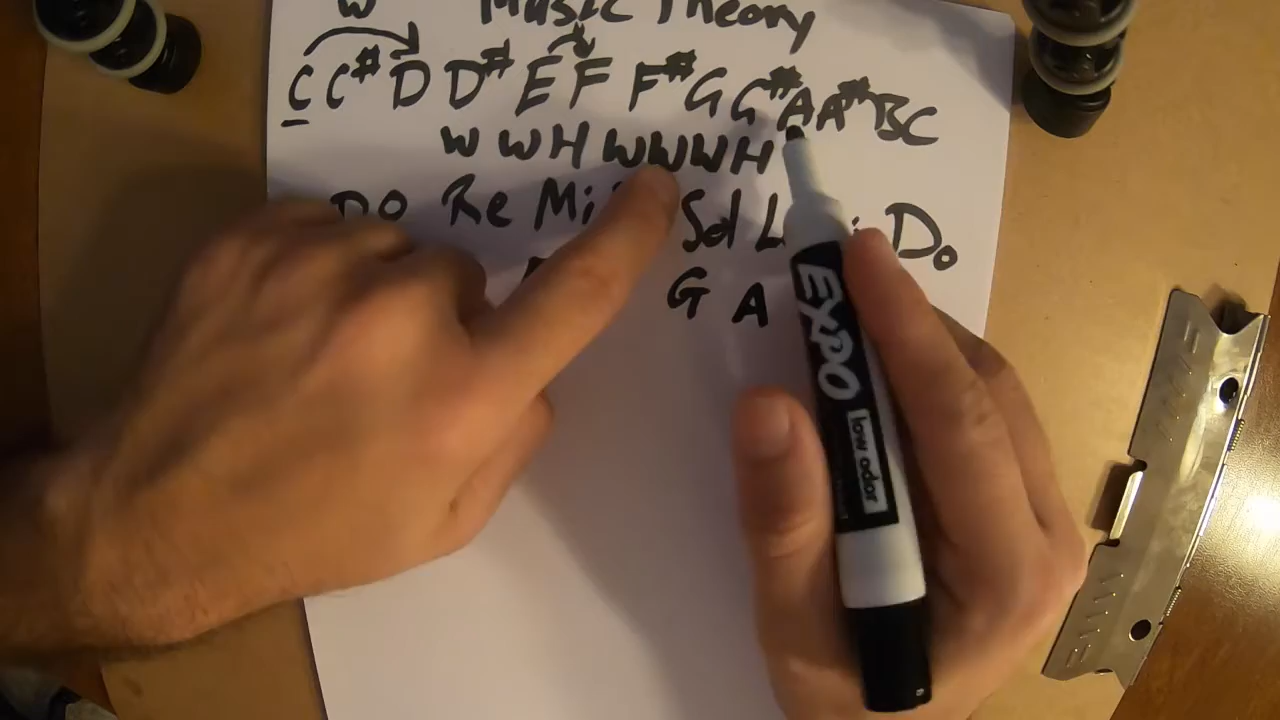 W Music Theory
C C# D D# E F F# G G# A A# B C
W W H W W W H
Do Re Mi Sol Do
G A
EXPO
low odor